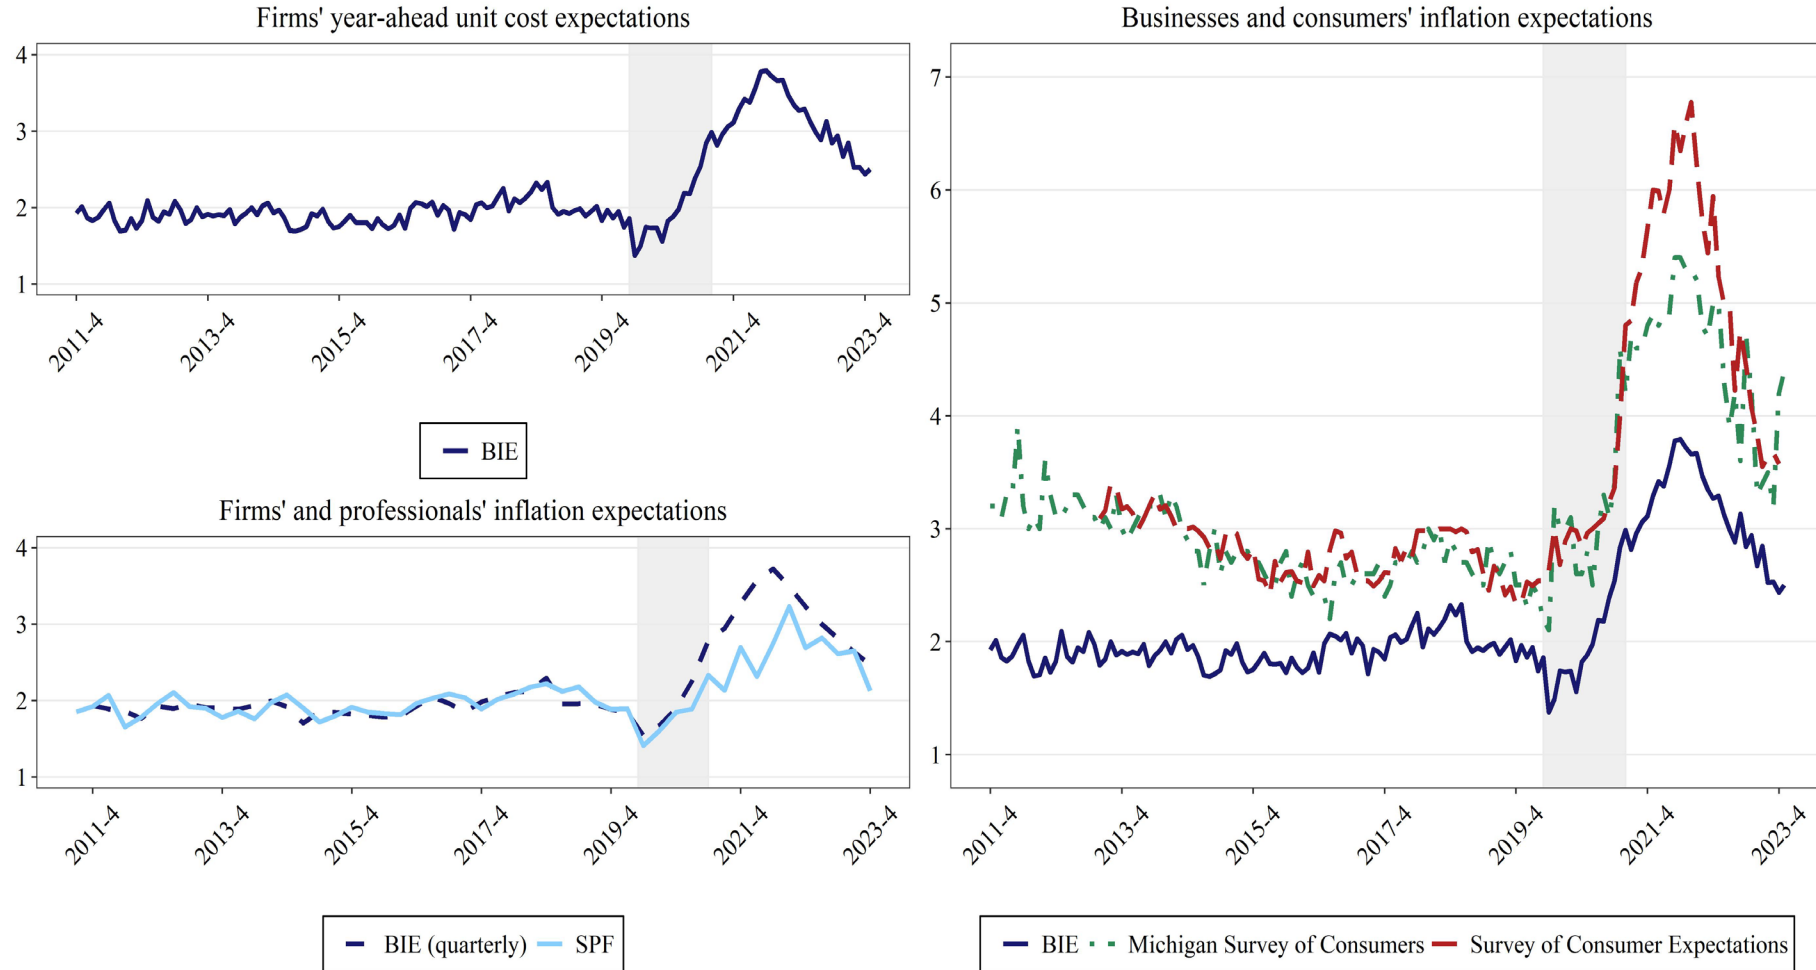 Firms' year-ahead unit cost expectations
4
3
2
1
2011-4 2013-4 2015-4 2017-4 2019-4 2021-4 2023-4
BIE
Firms' and professionals' inflation expectations
4
3
2
1
2011-4 2013-4 2015-4 2017-4 2019-4 2021-4 2023-4
BIE (quarterly) SPF
Businesses and consumers' inflation expectations
7
6
5
4
3
2
1
2011-4 2013-4 2015-4 2017-4 2019-4 2021-4 2023-4
BIE Michigan Survey of Consumers Survey of Consumer Expectations